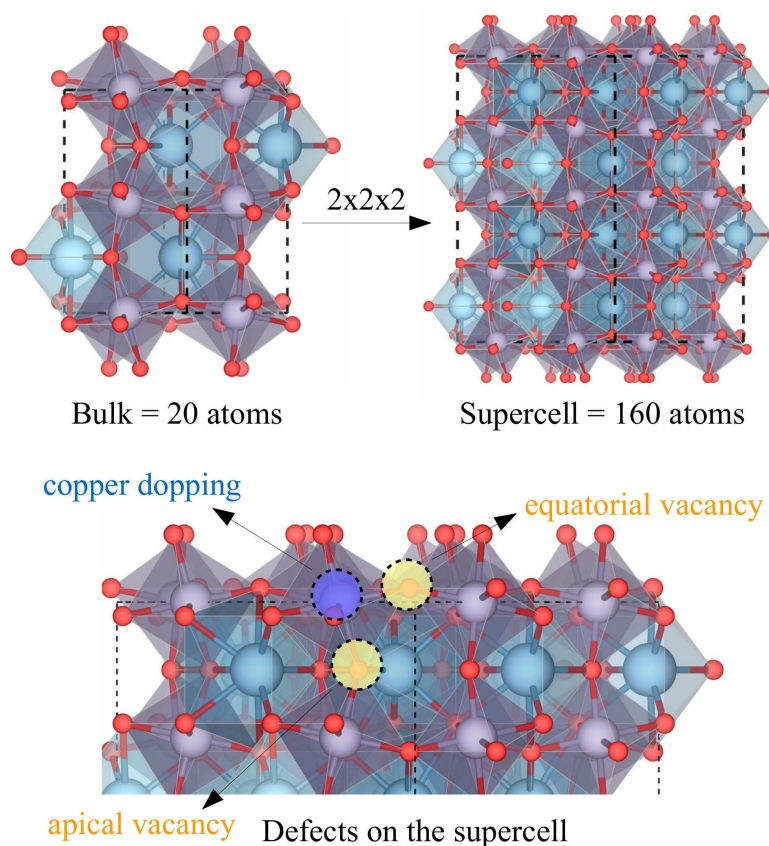 2x2x2
Bulk = 20 atoms
Supercell = 160 atoms
copper dopping
equatorial vacancy
apical vacancy
Defects on the supercell